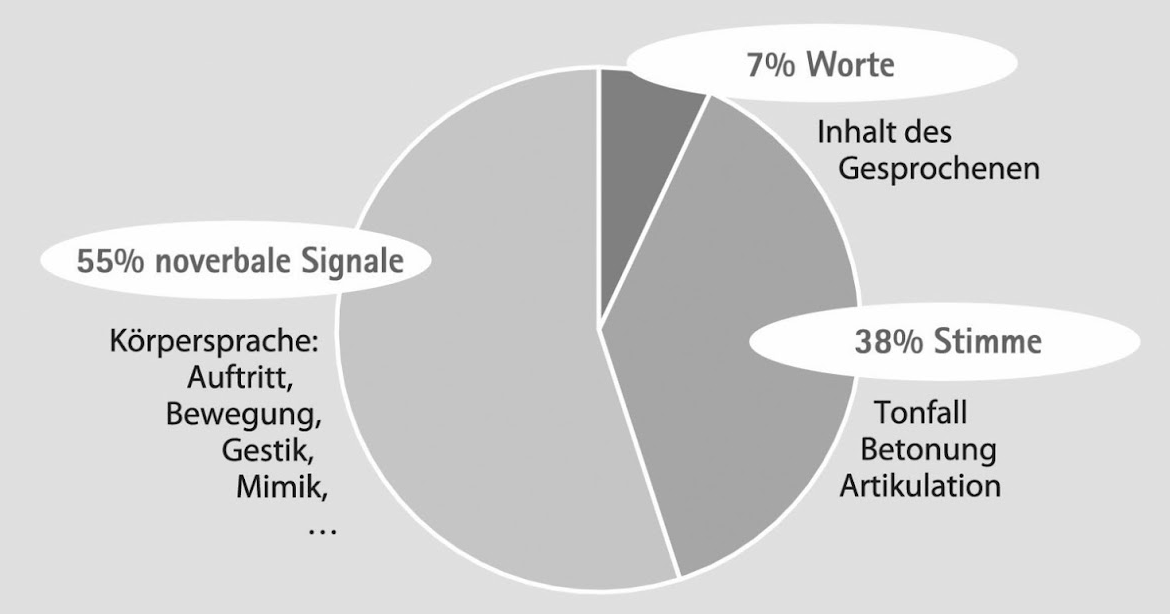 7% Worte
Inhalt des
Gesprochenen
55% noverbale Signale
Körpersprache:
Auftritt,
Bewegung,
Gestik,
Mimik,
...
38% Stimme
Tonfall
Betonung
Artikulation